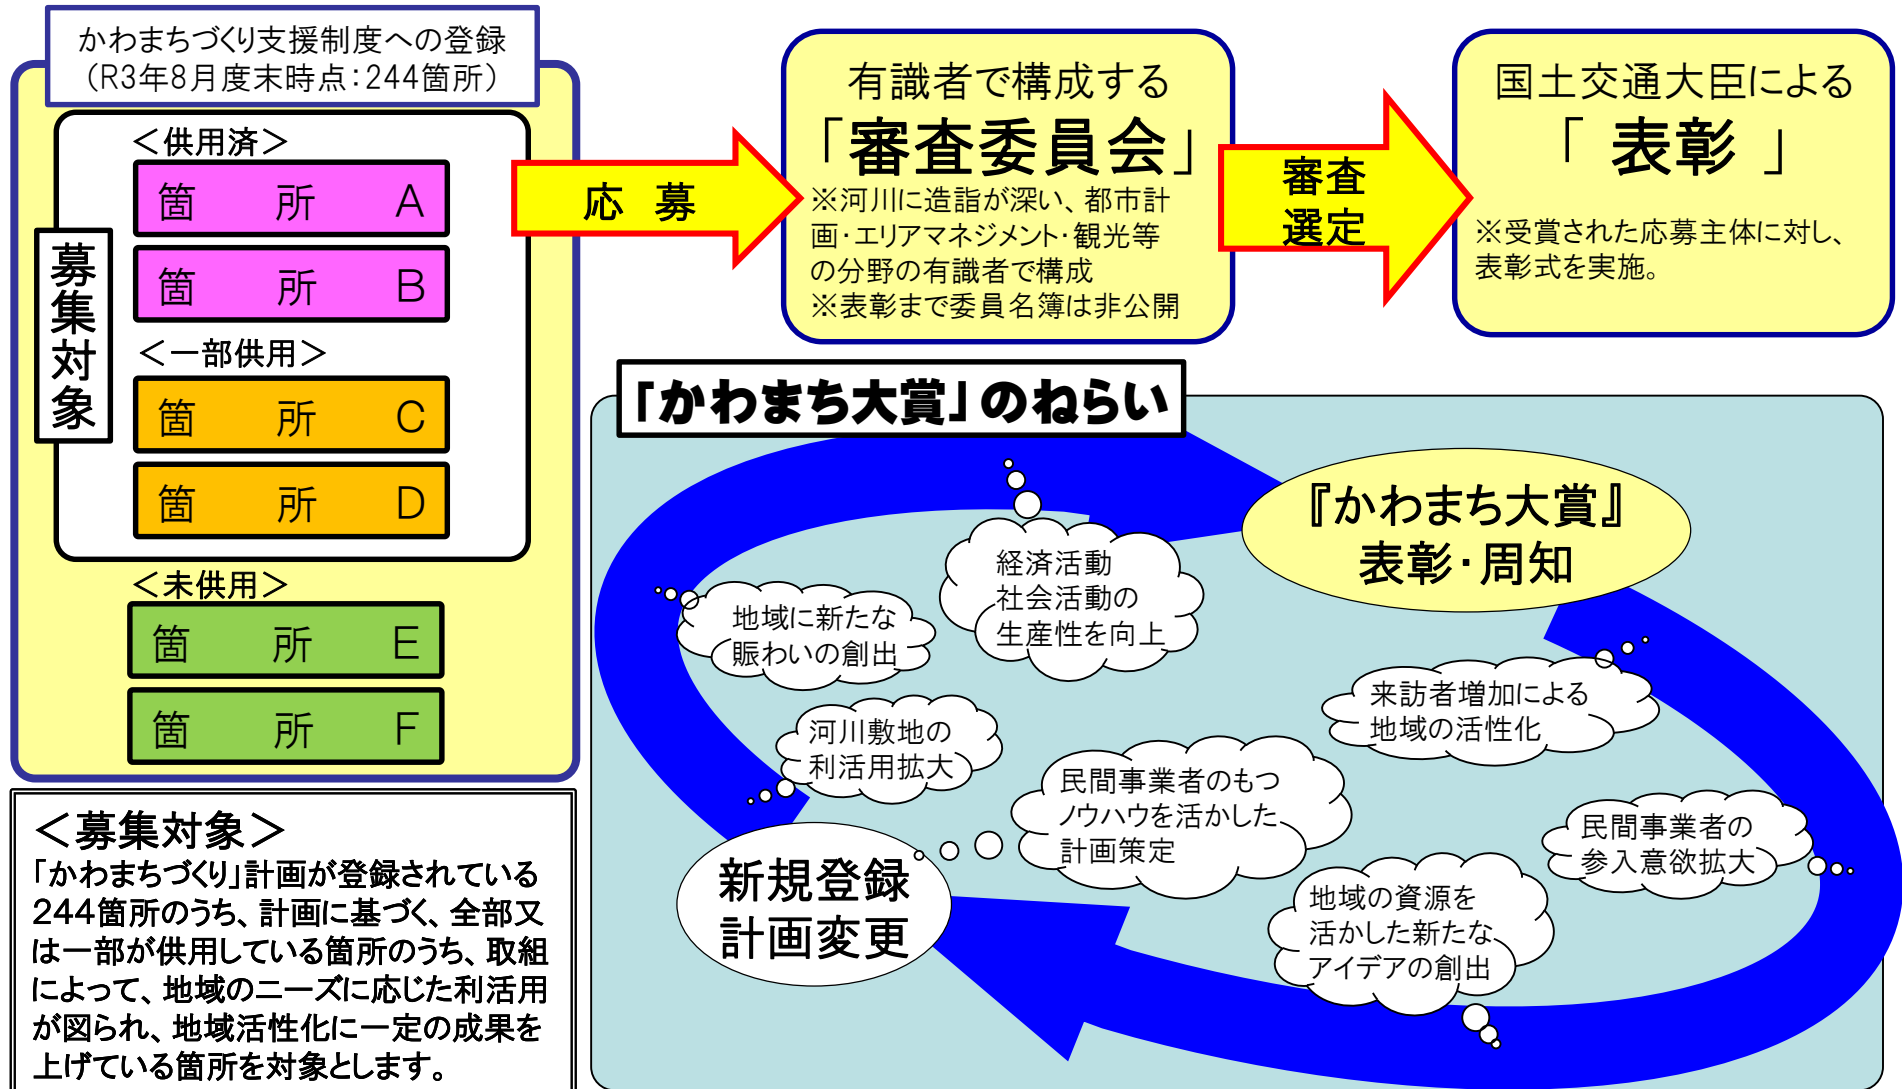 かわまちづくり支援制度への登録
（R3年8月度末時点：244箇所）
募集対象
＜供用済＞
箇所A
箇所B
＜一部供用＞
箇所C
箇所D
＜未供用＞
箇所E
箇所F
応募
有識者で構成する
「審査委員会」
※河川に造詣が深い、都市計
画・エリアマネジメント・観光等
の分野の有識者で構成
※表彰まで委員名簿は非公開
審査
選定
国土交通大臣による
「 表彰 」
※受賞された応募主体に対し、
表彰式を実施。
＜募集対象＞
「かわまちづくり」計画が登録されている
244箇所のうち、計画に基づく、全部又
は一部が供用している箇所のうち、取組
によって、地域のニーズに応じた利活用
が図られ、地域活性化に一定の成果を
上げている箇所を対象とします。
「かわまち大賞」のねらい
『かわまち大賞』
表彰・周知
経済活動
社会活動の
生産性を向上
地域に新たな
賑わいの創出
河川敷地の
利活用拡大
民間事業者のもつ
ノウハウを活かした
計画策定
来訪者増加による
地域の活性化
民間事業者の
参入意欲拡大
地域の資源を
活かした新たな
アイデアの創出
新規登録
計画変更